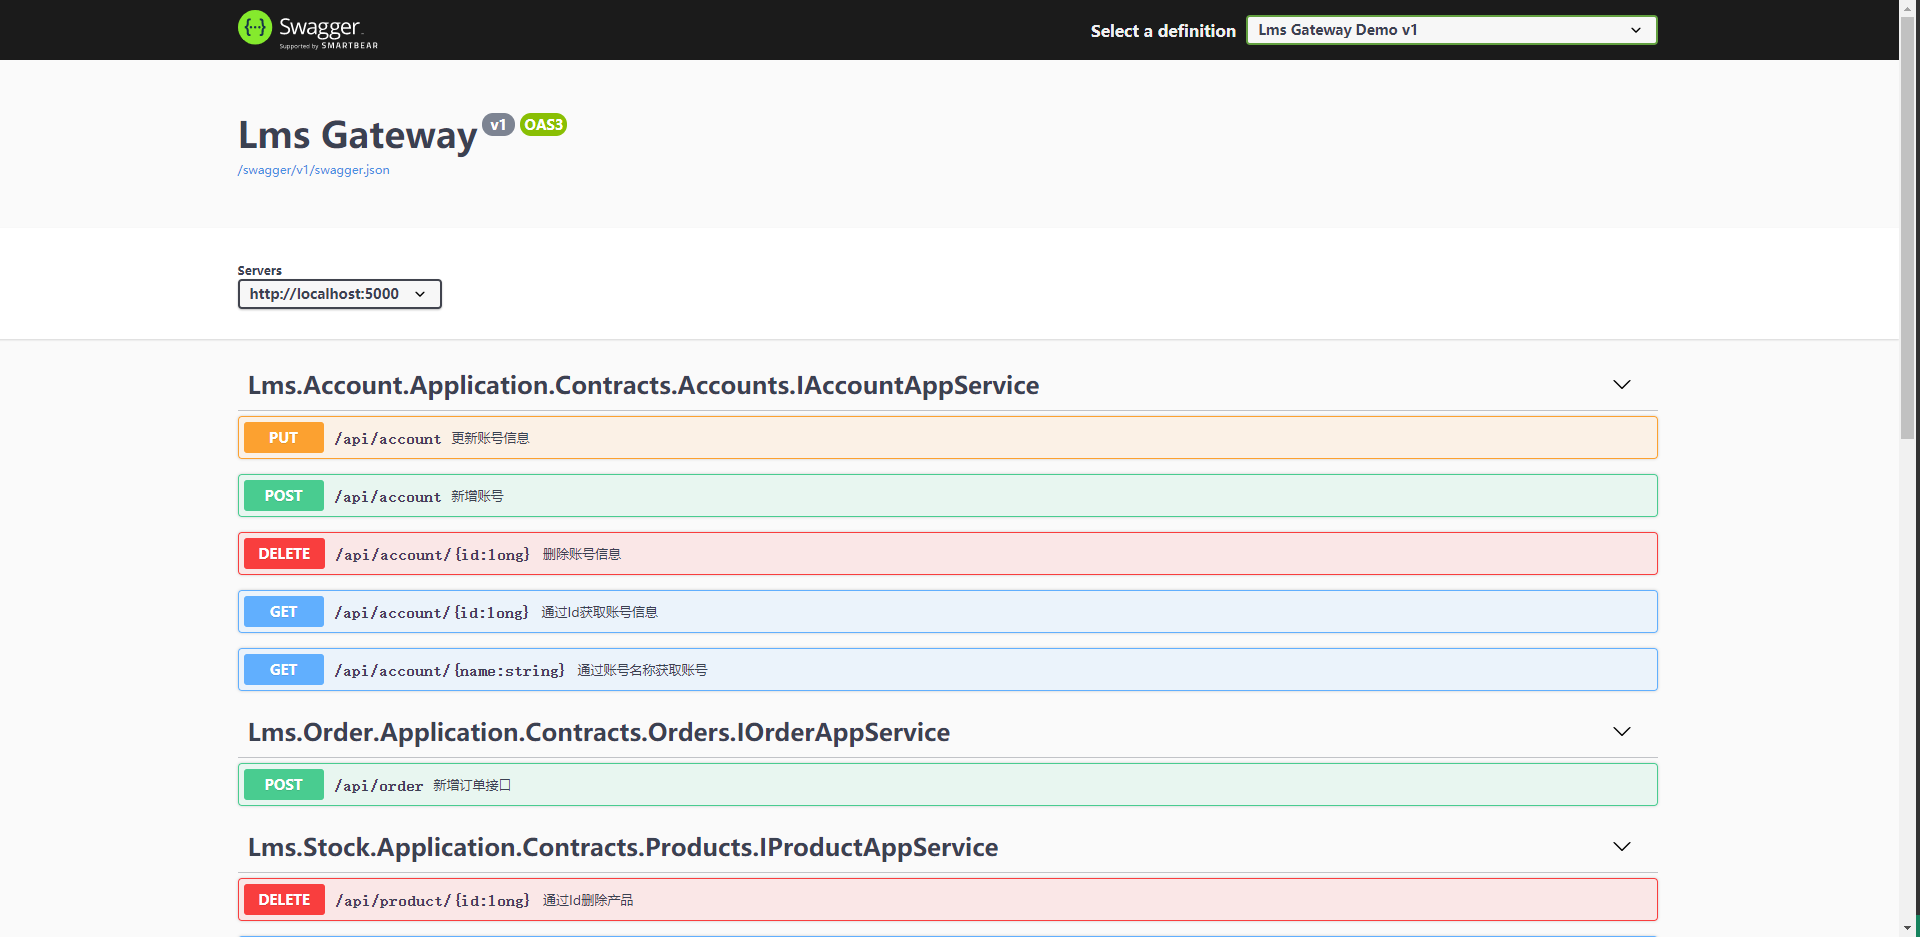 Swagger
Supported by SMARTBEAR
Select a definition
Lms Gateway Demo v1
Lms Gateway v1 OAS3
/swagger/v1/swagger.json
Servers
http://localhost:5000
Lms.Account.Application.Contracts.Accounts.IAccountAppService
PUT /api/account 更新账号信息
POST /api/account 新增账号
DELETE /api/account/{id:long} 删除账号信息
GET /api/account/{id:long} 通过Id获取账号信息
GET /api/account/{name:string} 通过账号名称获取账号
Lms.Order.Application.Contracts.Orders.IOrderAppService
POST /api/order 新增订单接口
Lms.Stock.Application.Contracts.Products.IProductAppService
DELETE /api/product/{id:long} 通过Id删除产品